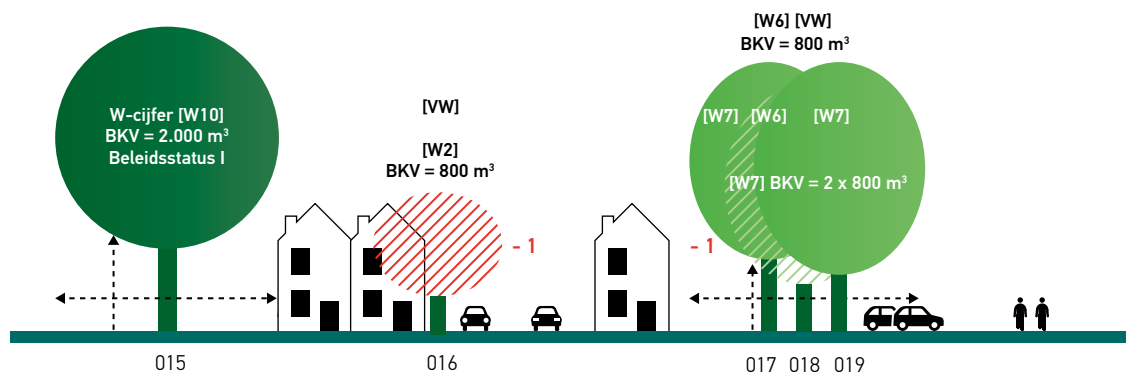 W-cijfer [W10]
BKV = 2.000 m³
Beleidsstatus I
[VW]
[W2]
BKV = 800 m³
- 1
[W6] [VW]
BKV = 800 m³
- 1
[W7] [W6] [W7]
[W7] BKV = 2 x 800 m³
015 016 017 018 019